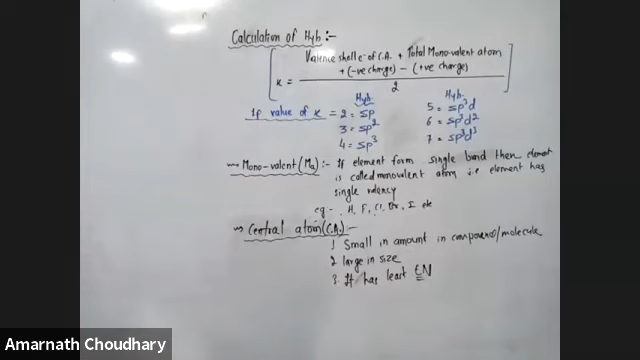 Calculation of Hyb :-
x = Valence shell e⁻ of C.A. + Total Mono-valent atom
+ (-ve charge) - (+ve charge)
2
Hyb.
If value of x = 2 = sp
3 = sp²
4 = sp³
Hyb.
5 = sp³d
6 = sp³d²
7 = sp³d³
Mono-valent (Ma) :- If element form single bond then element
is called monovalent atom i.e element has
single valency
eg - H, F, Cl, Br, I etc
Central atom (C.A.) :-
1 Small in amount in compound/molecule
2 large in size
3. It has least EN
Amarnath Choudhary